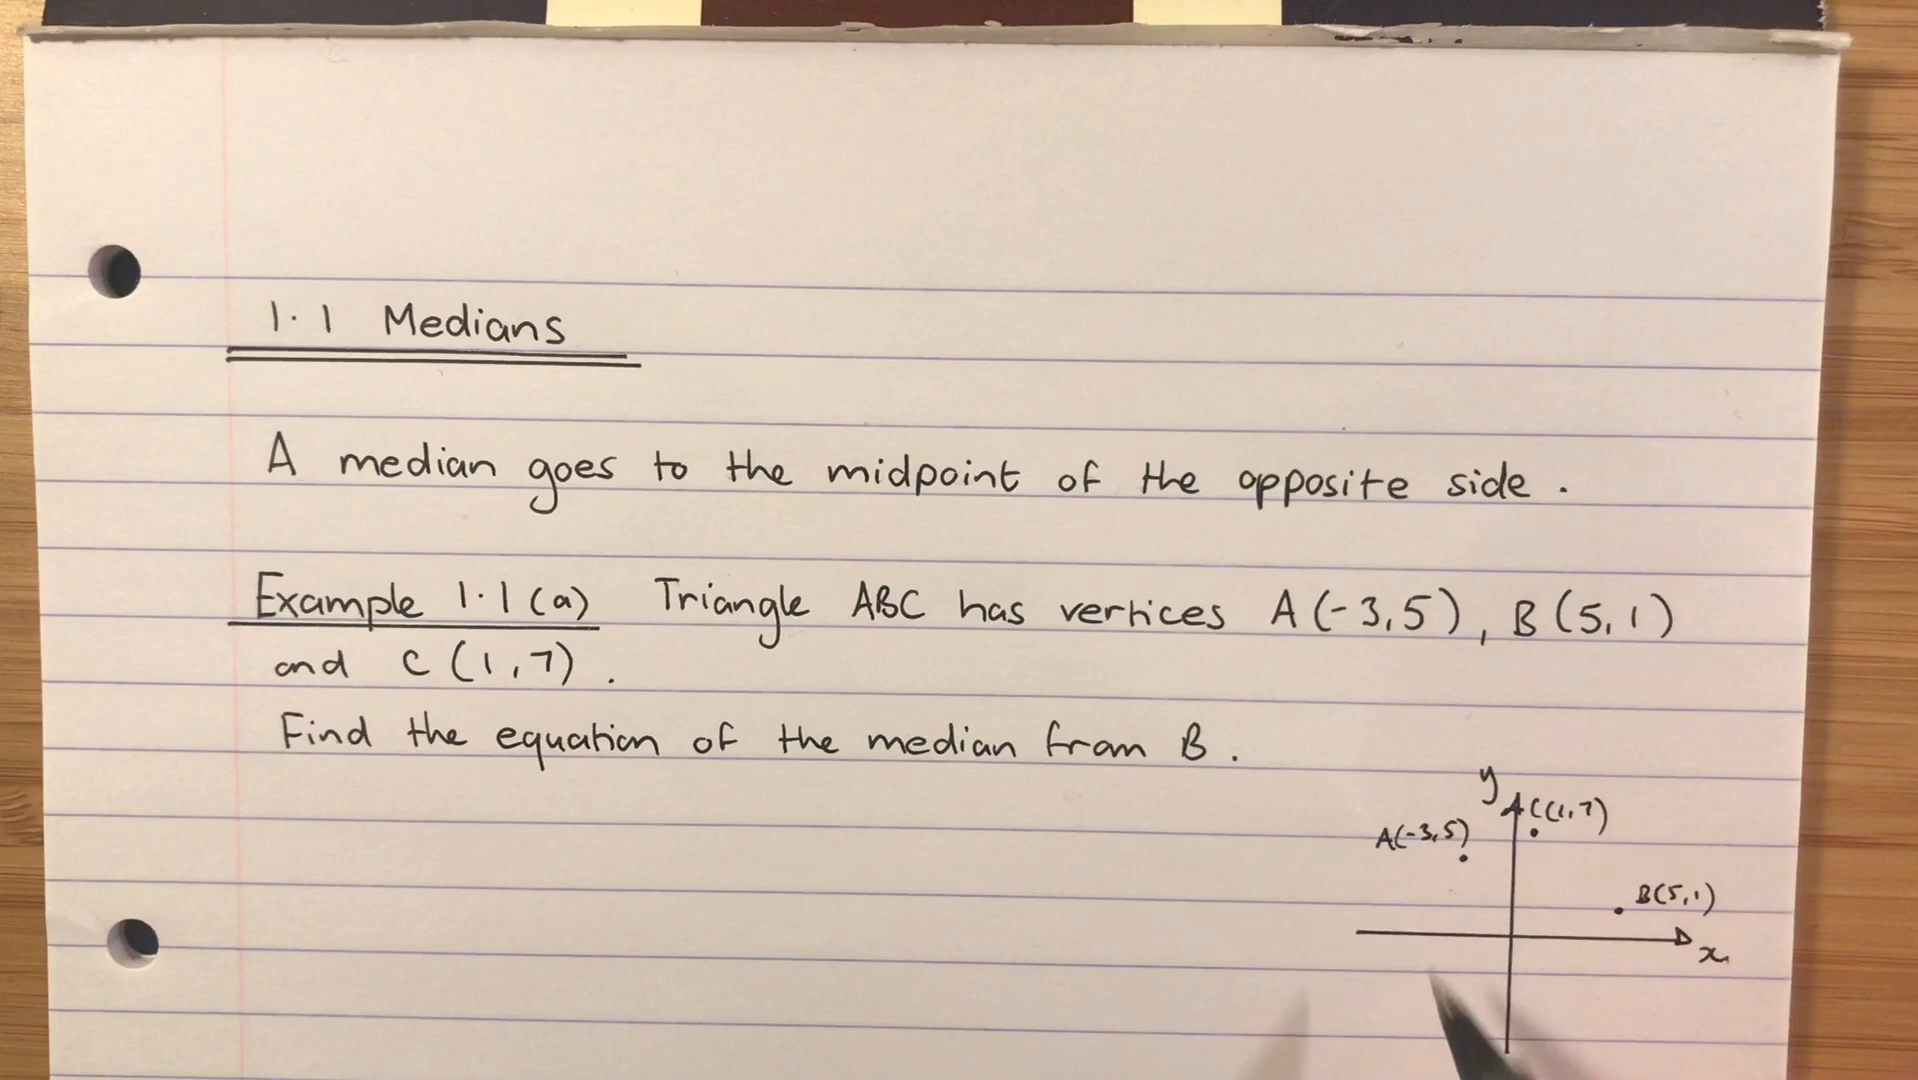 1.1 Medians
A median goes to the midpoint of the opposite side.
Example 1.1(a) Triangle ABC has vertices A(-3,5), B(5,1)
and C(1,7).
Find the equation of the median from B.
y
C(1,7)
A(-3,5)
B(5,1)
x